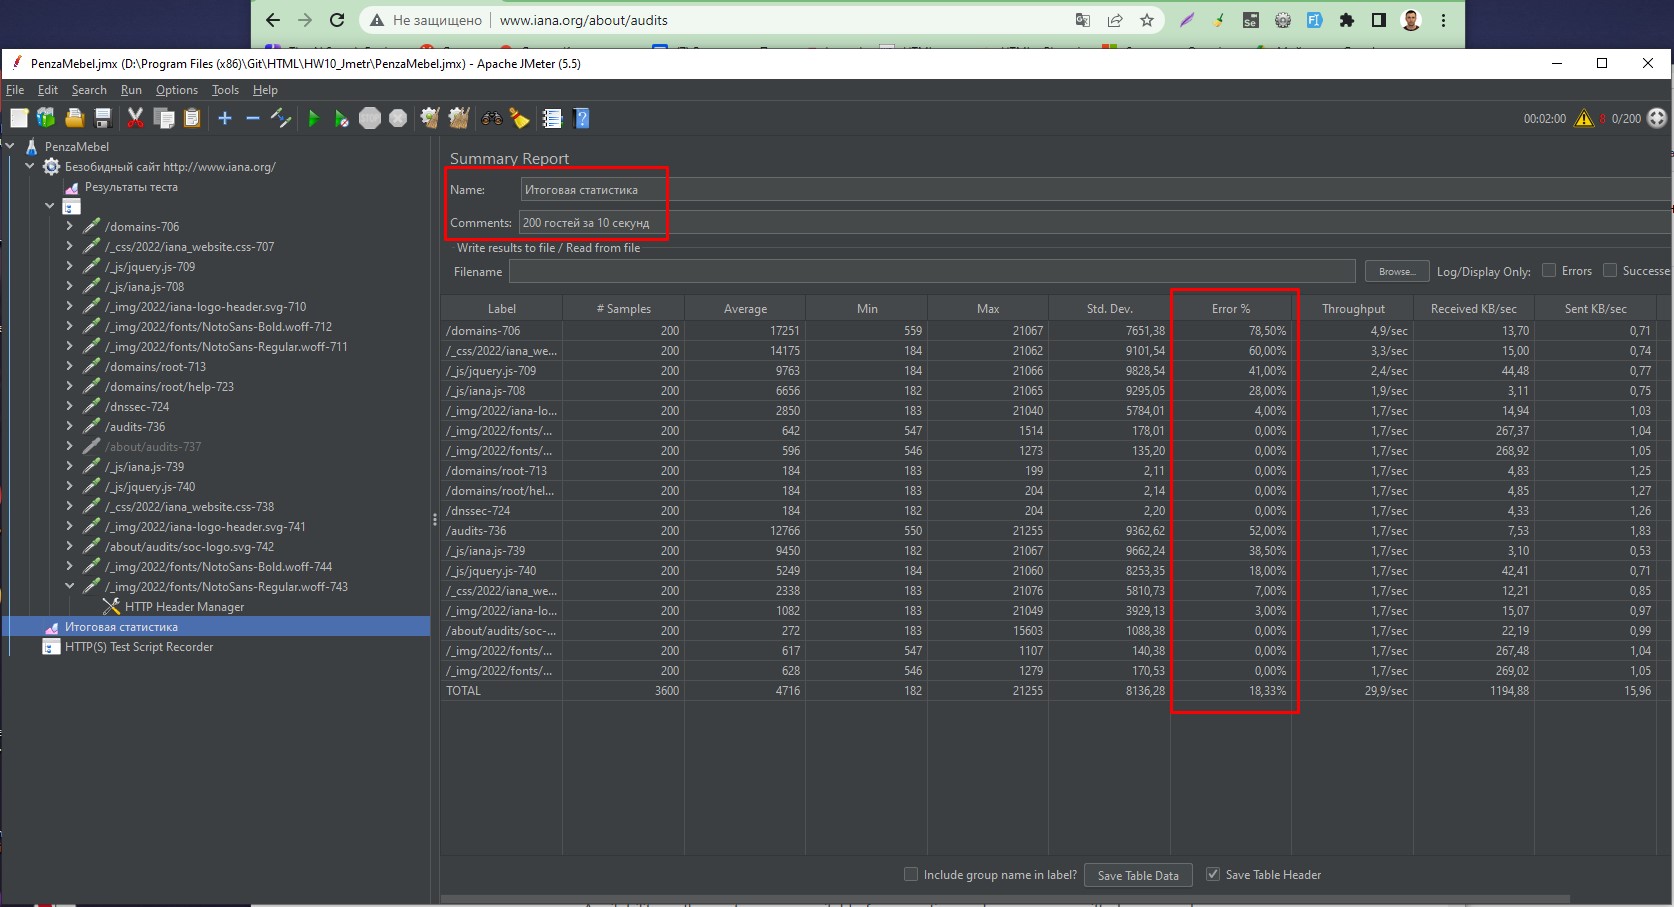 Не защищено www.iana.org/about/audits
PenzaMebel.jmx (D:\Program Files (x86)\Git\HTML\HW10_Jmetr\PenzaMebel.jmx) - Apache JMeter (5.5)
File Edit Search Run Options Tools Help
00:02:00 8 0/200
PenzaMebel
Безобидный сайт http://www.iana.org/
Результаты теста
/domains-706
/_css/2022/iana_website.css-707
/_js/jquery.js-709
/_js/iana.js-708
/_img/2022/iana-logo-header.svg-710
/_img/2022/fonts/NotoSans-Bold.woff-712
/_img/2022/fonts/NotoSans-Regular.woff-711
/domains/root-713
/domains/root/help-723
/dnssec-724
/audits-736
/about/audits-737
/_js/iana.js-739
/_js/jquery.js-740
/_css/2022/iana_website.css-738
/_img/2022/iana-logo-header.svg-741
/about/audits/soc-logo.svg-742
/_img/2022/fonts/NotoSans-Bold.woff-744
/_img/2022/fonts/NotoSans-Regular.woff-743
HTTP Header Manager
Итоговая статистика
HTTP(S) Test Script Recorder
Summary Report
Name: Итоговая статистика
Comments: 200 гостей за 10 секунд
Write results to file / Read from file
Filename Browse... Log/Display Only: Errors Successe
Label # Samples Average Min Max Std. Dev. Error % Throughput Received KB/sec Sent KB/sec
/domains-706 200 17251 559 21067 7651,38 78,50% 4,9/sec 13,70 0,71
/_css/2022/iana_we... 200 14175 184 21062 9101,54 60,00% 3,3/sec 15,00 0,74
/_js/jquery.js-709 200 9763 184 21066 9828,54 41,00% 2,4/sec 44,48 0,77
/_js/iana.js-708 200 6656 182 21065 9295,05 28,00% 1,9/sec 3,11 0,75
/_img/2022/iana-lo... 200 2850 183 21040 5784,01 4,00% 1,7/sec 14,94 1,03
/_img/2022/fonts/... 200 642 547 1514 178,01 0,00% 1,7/sec 267,37 1,04
/_img/2022/fonts/... 200 596 546 1273 135,20 0,00% 1,7/sec 268,92 1,05
/domains/root-713 200 184 183 199 2,11 0,00% 1,7/sec 4,83 1,25
/domains/root/hel... 200 184 183 204 2,14 0,00% 1,7/sec 4,85 1,27
/dnssec-724 200 184 182 204 2,20 0,00% 1,7/sec 4,33 1,26
/audits-736 200 12766 550 21255 9362,62 52,00% 1,7/sec 7,53 1,83
/_js/iana.js-739 200 9450 182 21067 9662,24 38,50% 1,7/sec 3,10 0,53
/_js/jquery.js-740 200 5249 184 21060 8253,35 18,00% 1,7/sec 42,41 0,71
/_css/2022/iana_we... 200 2338 183 21076 5810,73 7,00% 1,7/sec 12,21 0,85
/_img/2022/iana-lo... 200 1082 183 21049 3929,13 3,00% 1,7/sec 15,07 0,97
/about/audits/soc-... 200 272 183 15603 1088,38 0,00% 1,7/sec 22,19 0,99
/_img/2022/fonts/... 200 617 547 1107 140,38 0,00% 1,7/sec 267,48 1,04
/_img/2022/fonts/... 200 628 546 1279 170,53 0,00% 1,7/sec 269,02 1,05
TOTAL 3600 4716 182 21255 8136,28 18,33% 29,9/sec 1194,88 15,96
Include group name in label? Save Table Data Save Table Header